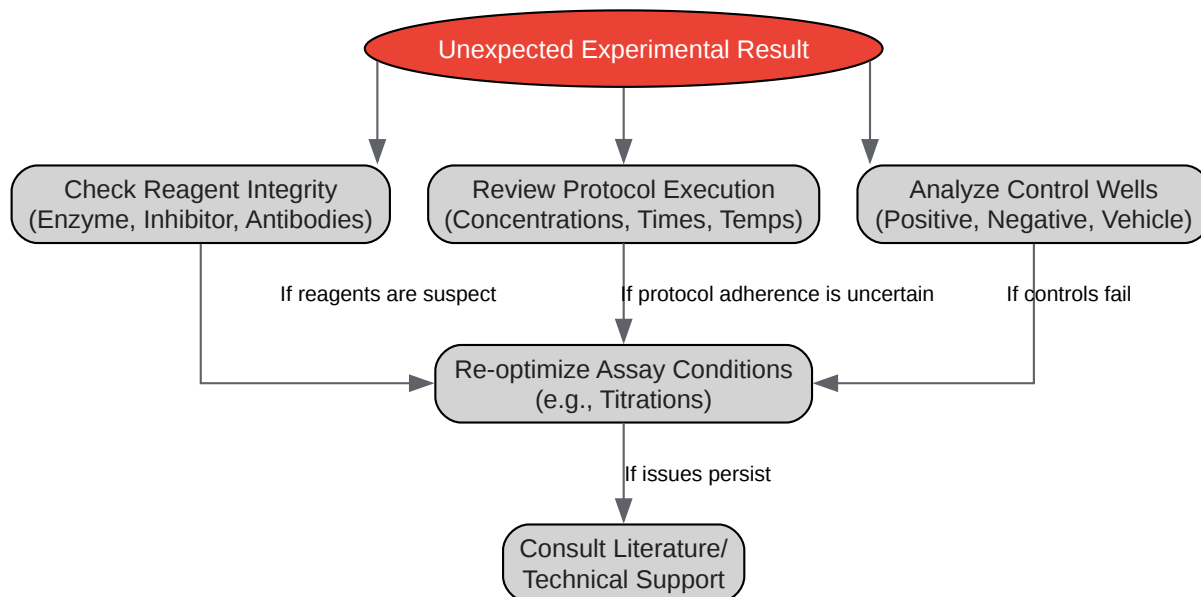 Unexpected Experimental Result
Check Reagent Integrity
(Enzyme, Inhibitor, Antibodies)
Review Protocol Execution
(Concentrations, Times, Temps)
Analyze Control Wells
(Positive, Negative, Vehicle)
If reagents are suspect
If protocol adherence is uncertain
If controls fail
Re-optimize Assay Conditions
(e.g., Titrations)
If issues persist
Consult Literature/
Technical Support